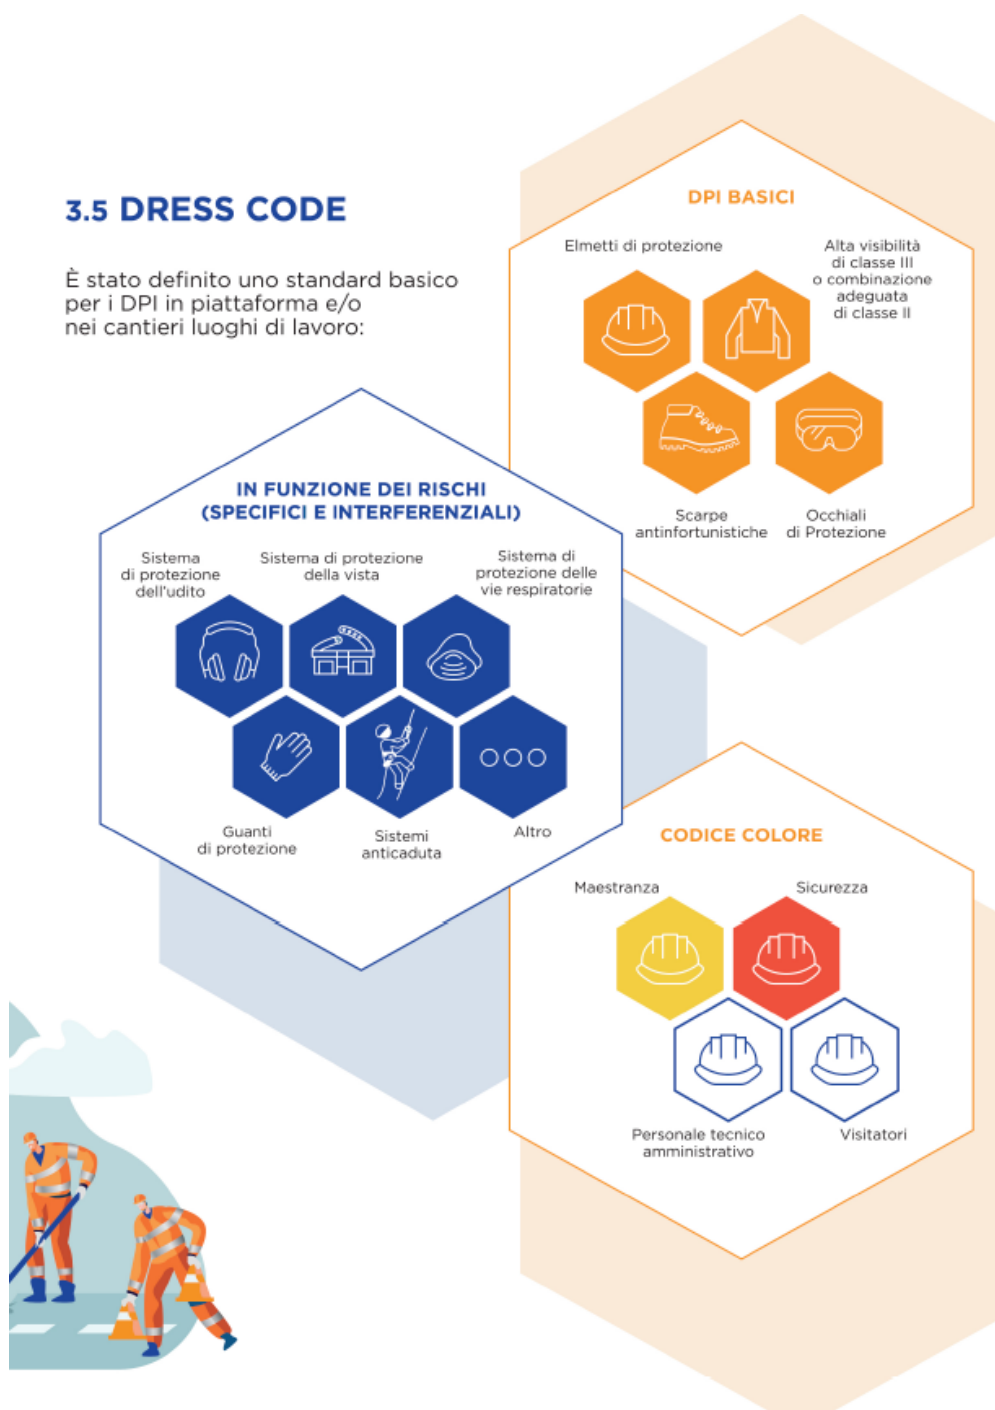 3.5 DRESS CODE
È stato definito uno standard basico
per i DPI in piattaforma e/o
nei cantieri luoghi di lavoro:
DPI BASICI
Elmetti di protezione
Alta visibilità
di classe III
o combinazione
adeguata
di classe II
Scarpe
antinfortunistiche
Occhiali
di Protezione
IN FUNZIONE DEI RISCHI
(SPECIFICI E INTERFERENZIALI)
Sistema
di protezione
dell'udito
Sistema di protezione
della vista
Sistema di
protezione delle
vie respiratorie
Guanti
di protezione
Sistemi
anticaduta
Altro
CODICE COLORE
Maestranza
Sicurezza
Personale tecnico
amministrativo
Visitatori